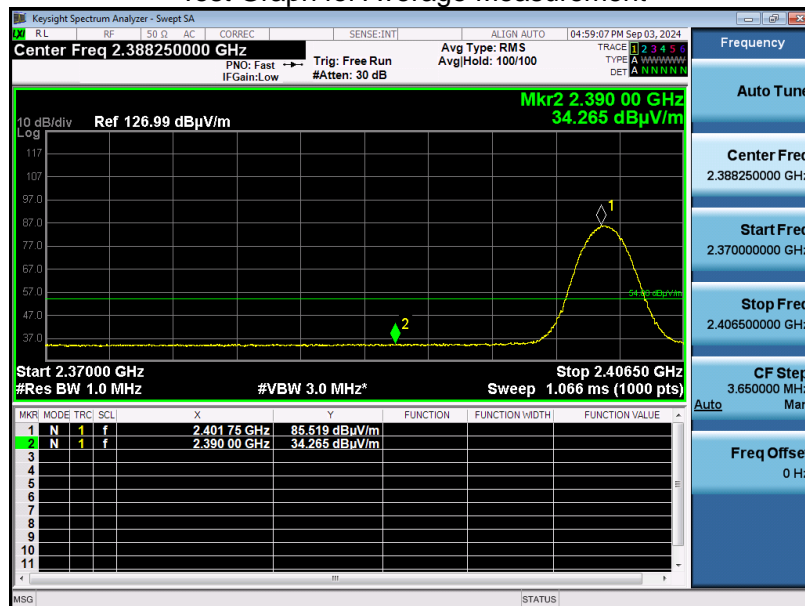 Keysight Spectrum Analyzer - Swept SA
LXI RL RF 50 Ω AC CORREC SENSE:INT ALIGN AUTO 04:59:07 PM Sep 03, 2024
Center Freq 2.388250000 GHz
PNO: Fast
IFGain:Low
Trig: Free Run
#Atten: 30 dB
Avg Type: RMS
Avg|Hold: 100/100
TRACE 1 2 3 4 5 6
TYPE A WWWWW
DET A N N N N N
Mkr2 2.390 00 GHz
34.265 dBµV/m
10 dB/div Ref 126.99 dBµV/m
Log
117
107
97.0
87.0
77.0
67.0
57.0
47.0
37.0
1
2
Start 2.37000 GHz Stop 2.40650 GHz
#Res BW 1.0 MHz #VBW 3.0 MHz* Sweep 1.066 ms (1000 pts)
MKR MODE TRC SCL X Y FUNCTION FUNCTION WIDTH FUNCTION VALUE
1 N 1 f 2.401 75 GHz 85.519 dBµV/m
2 N 1 f 2.390 00 GHz 34.265 dBµV/m
3
4
5
6
7
8
9
10
11
MSG STATUS
Frequency
Auto Tune
Center Freq
2.388250000 GHz
Start Freq
2.370000000 GHz
Stop Freq
2.406500000 GHz
CF Step
3.650000 MHz
Auto Man
Freq Offset
0 Hz